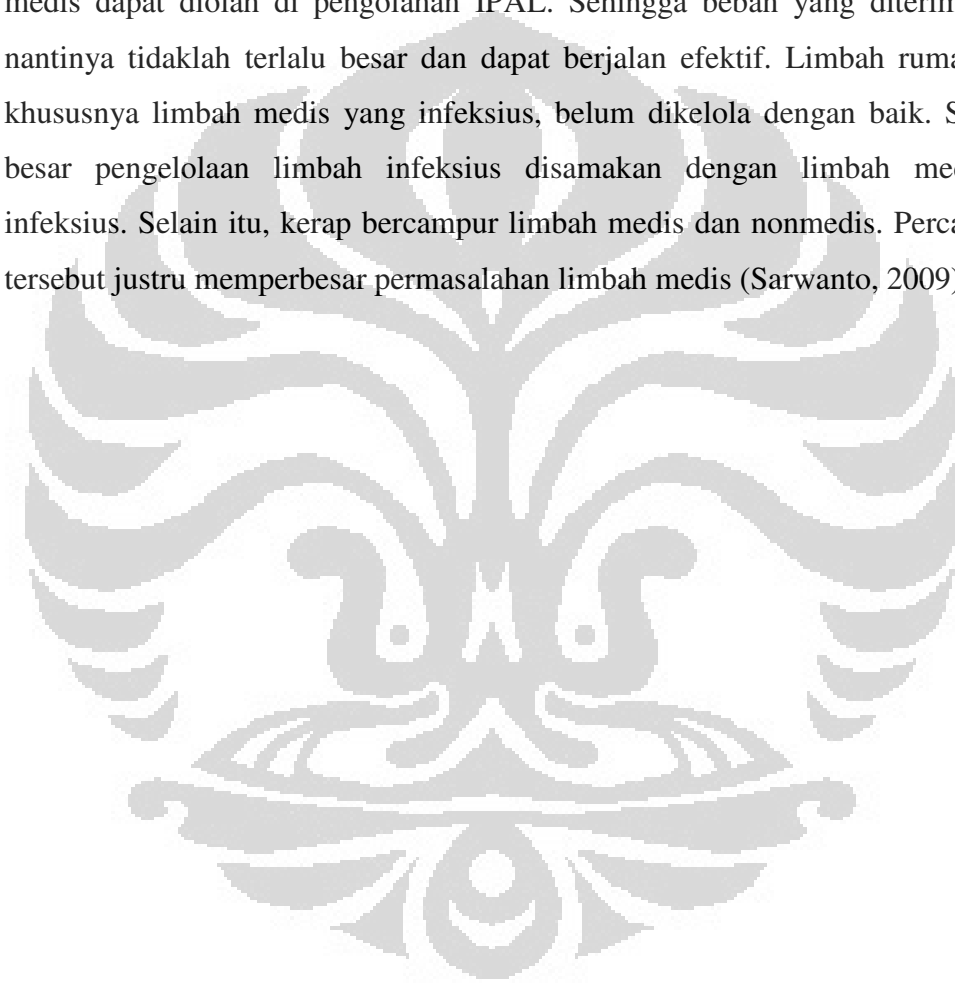 medis dapat diolah di pengolahan IPAL. Sehingga beban yang diterim
nantinya tidaklah terlalu besar dan dapat berjalan efektif. Limbah ruma
khususnya limbah medis yang infeksius, belum dikelola dengan baik. S
besar pengelolaan limbah infeksius disamakan dengan limbah med
infeksius. Selain itu, kerap bercampur limbah medis dan nonmedis. Perca
tersebut justru memperbesar permasalahan limbah medis (Sarwanto, 2009)